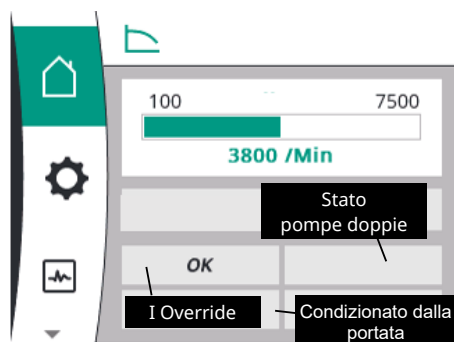 100
7500
3800 /Min
Stato
pompe doppie
OK
I Override
Condizionato dalla
portata